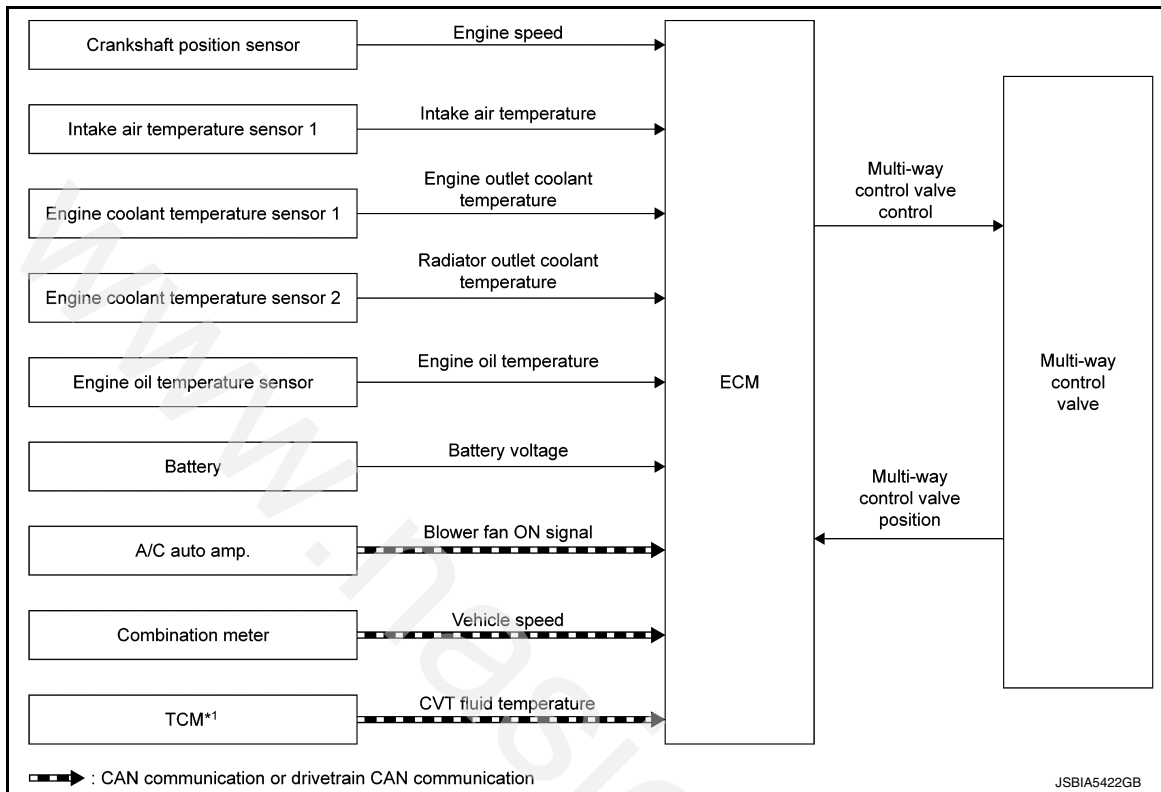 Crankshaft position sensor
Engine speed
Intake air temperature sensor 1
Intake air temperature
Engine coolant temperature sensor 1
Engine outlet coolant
temperature
Engine coolant temperature sensor 2
Radiator outlet coolant
temperature
Engine oil temperature sensor
Engine oil temperature
Battery
Battery voltage
A/C auto amp.
Blower fan ON signal
Combination meter
Vehicle speed
TCM*1
CVT fluid temperature
ECM
Multi-way
control valve
control
Multi-way
control valve
position
Multi-way
control
valve
: CAN communication or drivetrain CAN communication
JSBIA5422GB